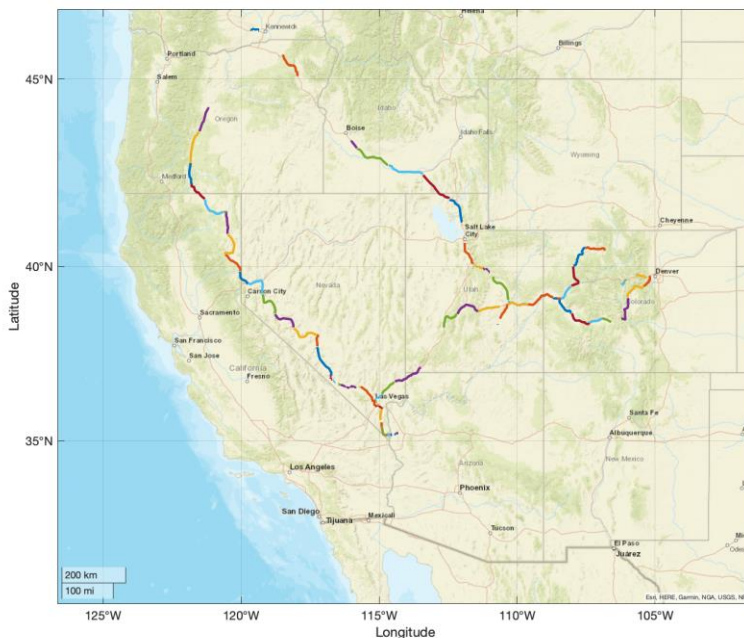 Helena
Kennewick
Portland
Billings
45°N
Salem
Oregon
Idaho
Boise
Idaho Falls
Wyoming
Medford
Salt Lake
City
Cheyenne
40°N
Denver
Carson City
Nevada
Utah
Colorado
Sacramento
San Francisco
San Jose
California
Fresno
Las Vegas
Santa Fe
35°N
Albuquerque
New Mexico
Los Angeles
Arizona
Phoenix
San Diego
Tijuana
Mexicali
Tucson
El Paso
Juárez
200 km
100 mi
Esri, HERE, Garmin, NGA, USGS, NP
125°W
120°W
115°W
110°W
105°W
Longitude
Latitude